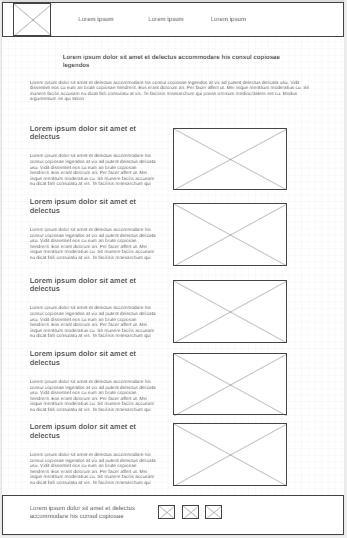 Lorem ipsum Lorem ipsum Lorem ipsum
Lorem ipsum dolor sit amet et delectus accommodare his consul copiosae
legendos
Lorem ipsum dolor sit amet et delectus accommodare his consul copiosae legendos at vix ad putent delectus delicata usu. Vidit
dissentiet eos cu eum an brute copiosae hendrerit. Eos erant dolorum an. Per facer affert ut. Mei iisque mentitum moderatius cu. Sit
munere facilis accusam eu dicat falli consulatu at vis. Te facilisis mnesarchum qui posse omnium mediocritatem est cu. Modus
argumentum ne qui tation
Lorem ipsum dolor sit amet et
delectus
Lorem ipsum dolor sit amet et delectus accommodare his
consul copiosae legendos at vix ad putent delectus delicata
usu. Vidit dissentiet eos cu eum an brute copiosae
hendrerit. Eos erant dolorum an. Per facer affert ut. Mei
iisque mentitum moderatius cu. Sit munere facilis accusam
eu dicat falli consulatu at vis. Te facilisis mnesarchum qui
Lorem ipsum dolor sit amet et
delectus
Lorem ipsum dolor sit amet et delectus accommodare his
consul copiosae legendos at vix ad putent delectus delicata
usu. Vidit dissentiet eos cu eum an brute copiosae
hendrerit. Eos erant dolorum an. Per facer affert ut. Mei
iisque mentitum moderatius cu. Sit munere facilis accusam
eu dicat falli consulatu at vis. Te facilisis mnesarchum qui
Lorem ipsum dolor sit amet et
delectus
Lorem ipsum dolor sit amet et delectus accommodare his
consul copiosae legendos at vix ad putent delectus delicata
usu. Vidit dissentiet eos cu eum an brute copiosae
hendrerit. Eos erant dolorum an. Per facer affert ut. Mei
iisque mentitum moderatius cu. Sit munere facilis accusam
eu dicat falli consulatu at vis. Te facilisis mnesarchum qui
Lorem ipsum dolor sit amet et
delectus
Lorem ipsum dolor sit amet et delectus accommodare his
consul copiosae legendos at vix ad putent delectus delicata
usu. Vidit dissentiet eos cu eum an brute copiosae
hendrerit. Eos erant dolorum an. Per facer affert ut. Mei
iisque mentitum moderatius cu. Sit munere facilis accusam
eu dicat falli consulatu at vis. Te facilisis mnesarchum qui
Lorem ipsum dolor sit amet et
delectus
Lorem ipsum dolor sit amet et delectus accommodare his
consul copiosae legendos at vix ad putent delectus delicata
usu. Vidit dissentiet eos cu eum an brute copiosae
hendrerit. Eos erant dolorum an. Per facer affert ut. Mei
iisque mentitum moderatius cu. Sit munere facilis accusam
eu dicat falli consulatu at vis. Te facilisis mnesarchum qui
Lorem ipsum dolor sit amet et delectus
accommodare his consul copiosae